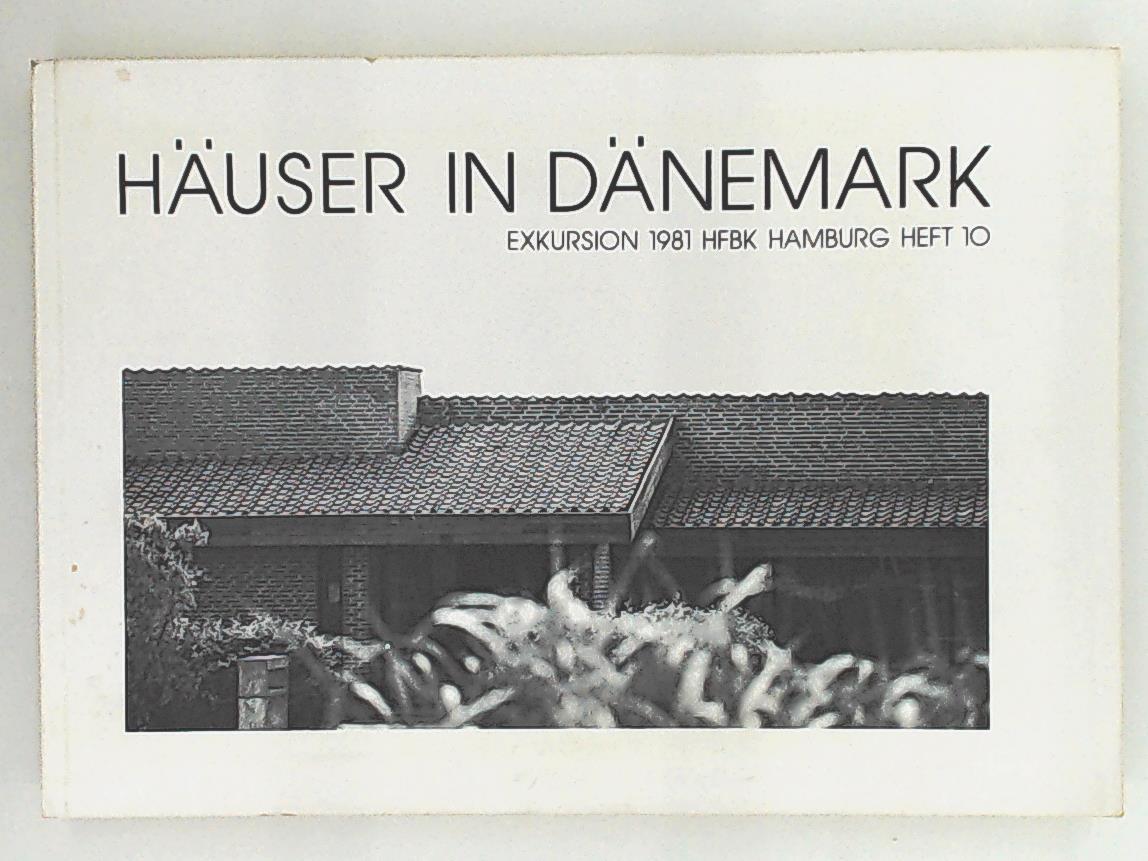 HÄUSER IN DÄNEMARK
EXKURSION 1981 HFBK HAMBURG HEFT 10